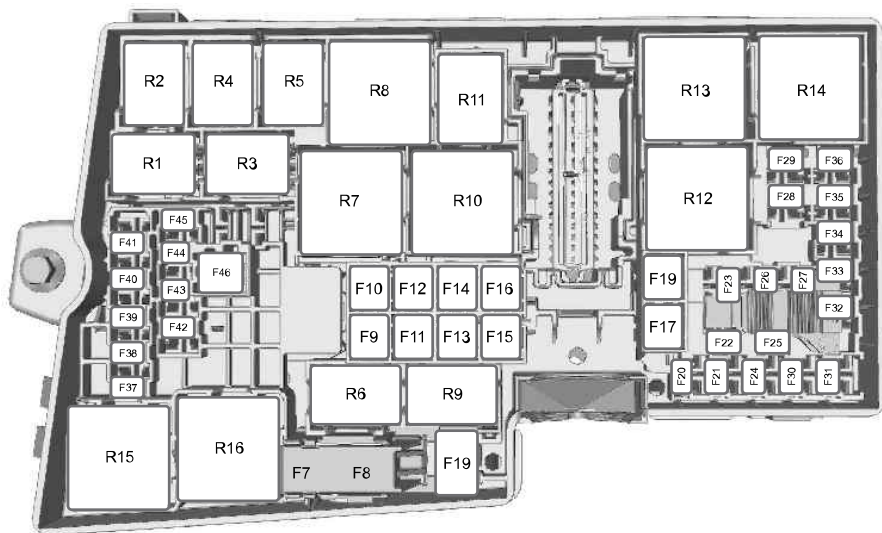 R2 R4 R5 R8 R11 R13 R14
R1 R3 R7 R10 R12 F29 F36
F28 F35
F45 F41 F44 F46 F34
F40 F43 F10 F12 F14 F16 F19 F23 F26 F27 F33
F39 F42 F9 F11 F13 F15 F17 F32
F38 F22 F25
F37 R6 R9 F20 F21 F24 F30 F31
R15 R16 F7 F8 F19